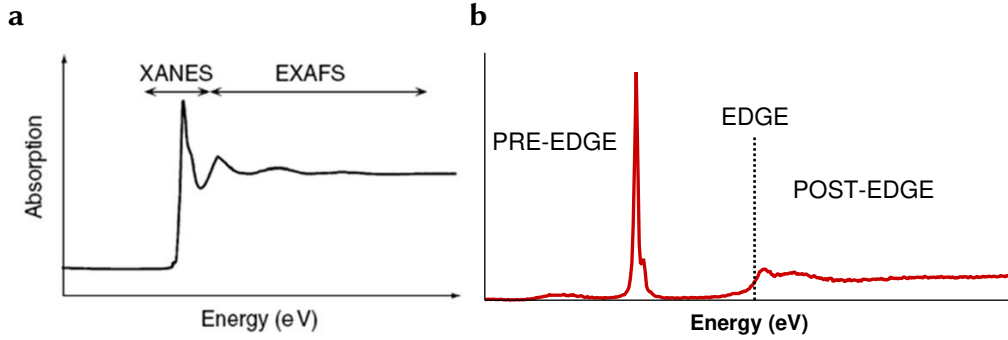 a
XANES
EXAFS
Absorption
Energy (eV)
b
PRE-EDGE
EDGE
POST-EDGE
Energy (eV)